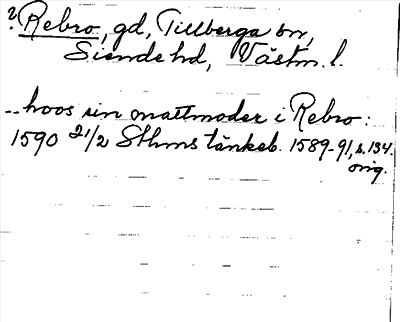 ? Rebro, gd, Tillberga sn,
Siende hd, Västm. l.
-- hoos sin mattmoder i Rebro:
1590 21/2 Sthms tänkeb. 1589-91, s. 134.
orig.